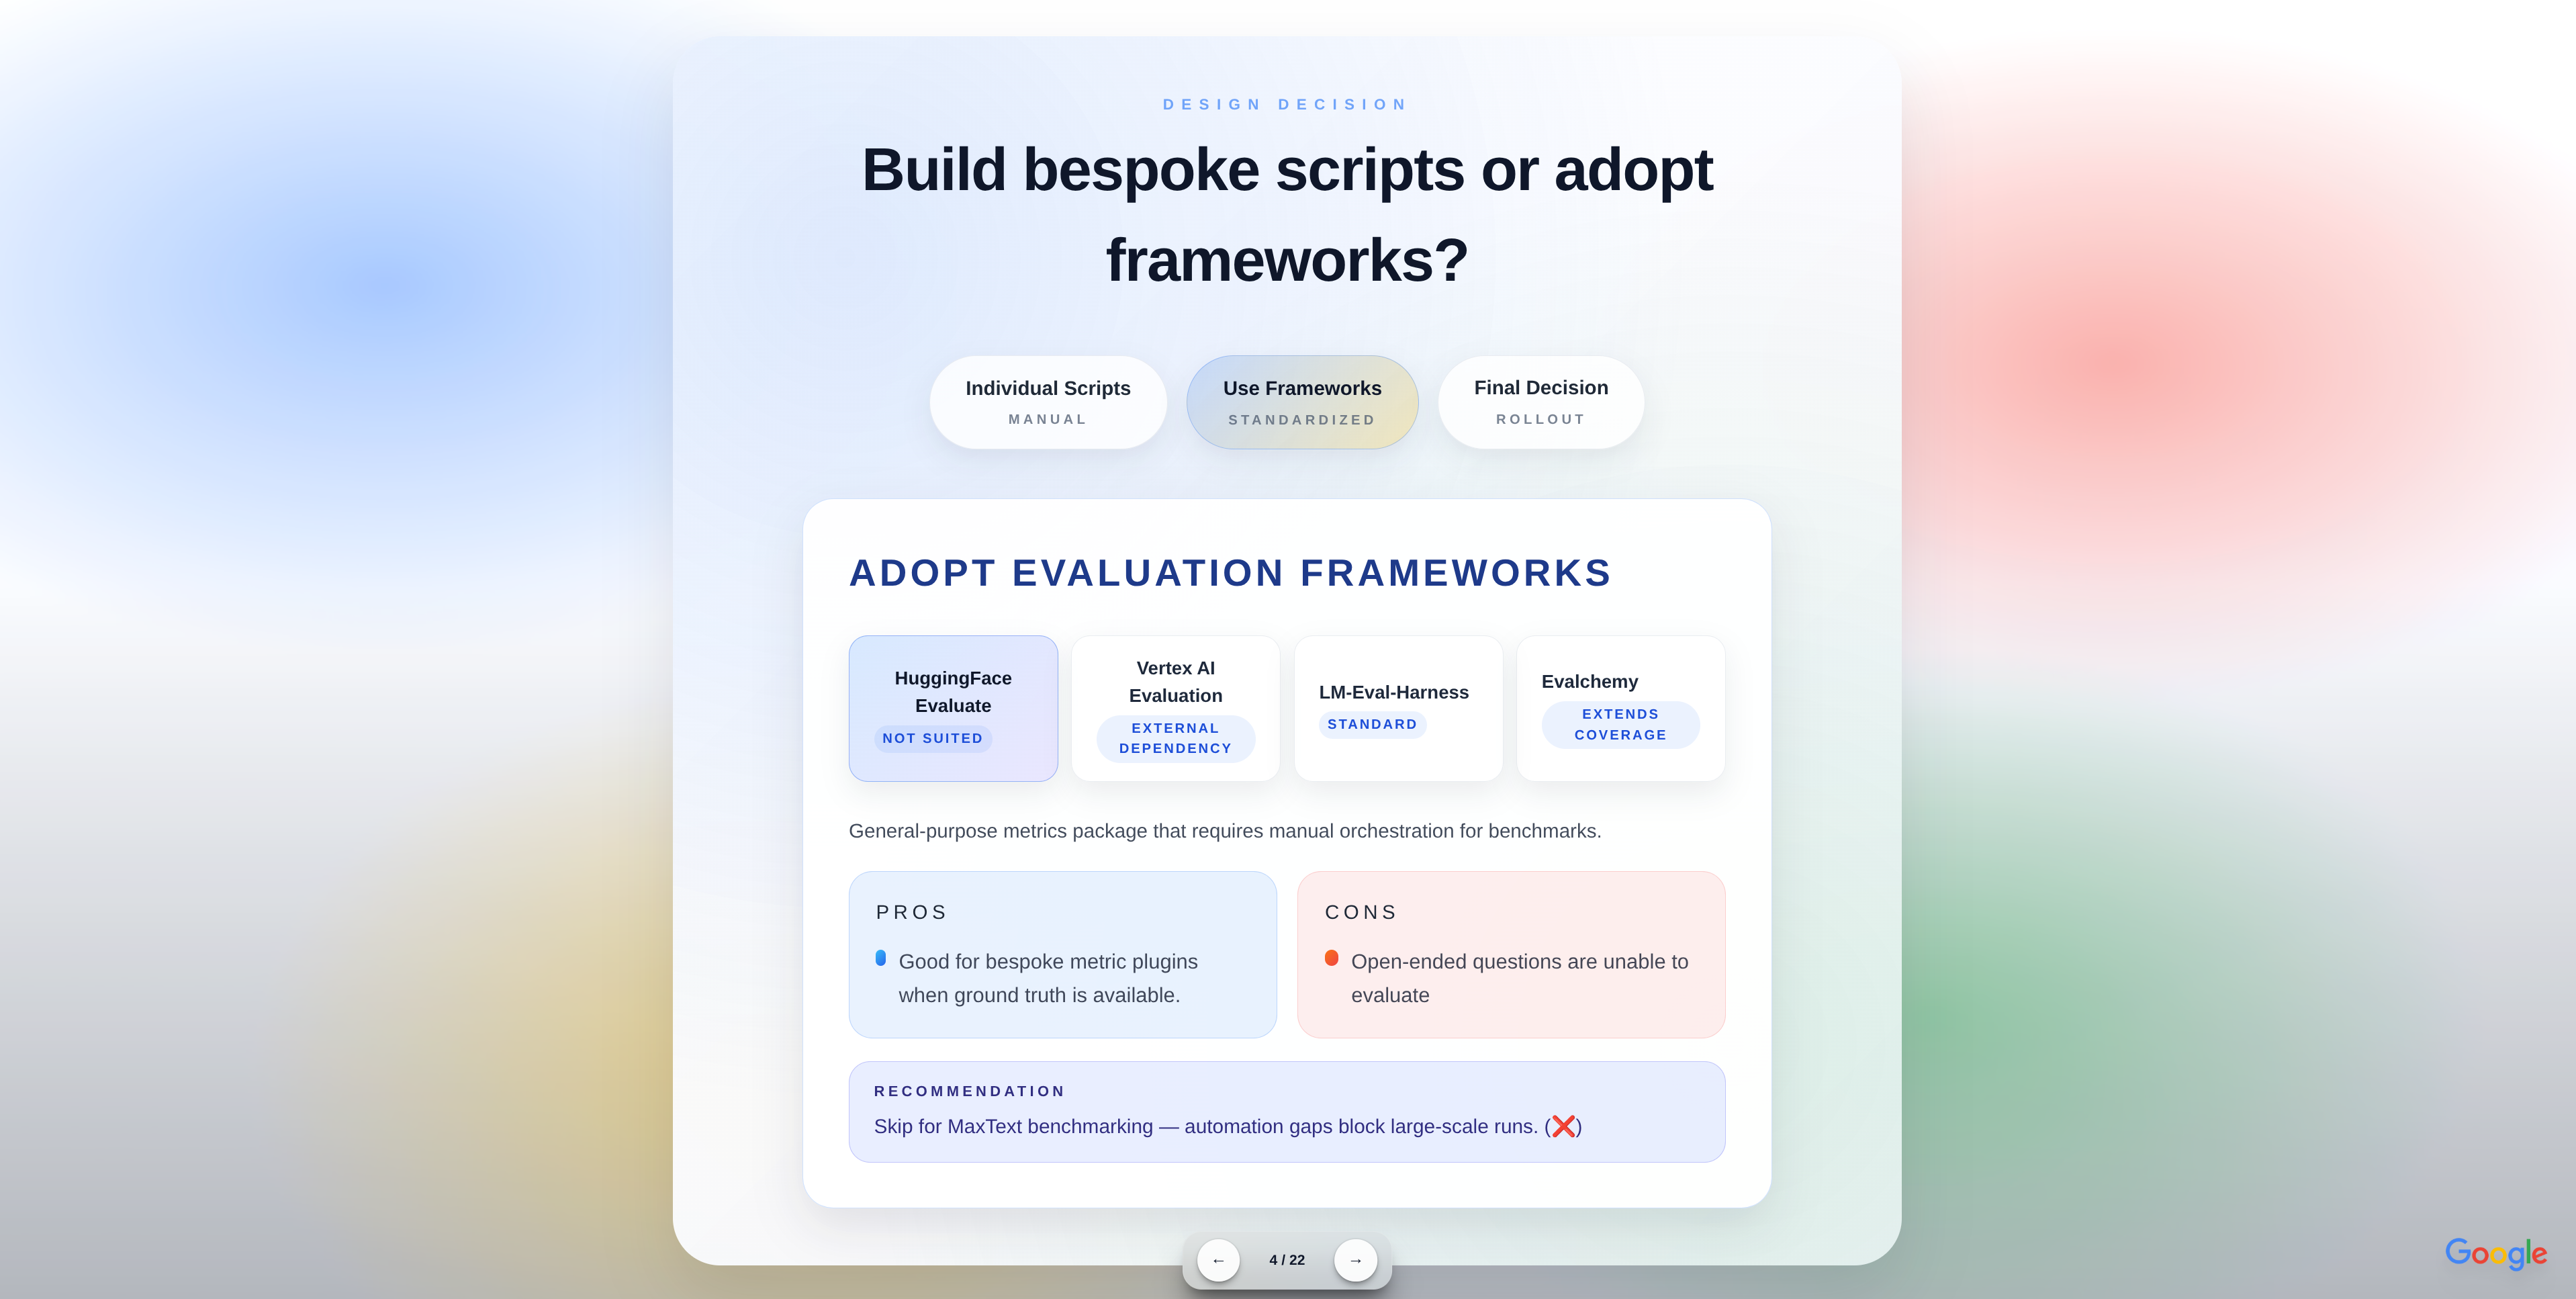 DESIGN DECISION
Build bespoke scripts or adopt
frameworks?
Individual Scripts
MANUAL
Use Frameworks
STANDARDIZED
Final Decision
ROLLOUT
ADOPT EVALUATION FRAMEWORKS
HuggingFace
Evaluate
NOT SUITED
Vertex AI
Evaluation
EXTERNAL
DEPENDENCY
LM-Eval-Harness
STANDARD
Evalchemy
EXTENDS
COVERAGE
General-purpose metrics package that requires manual orchestration for benchmarks.
PROS
Good for bespoke metric plugins
when ground truth is available.
CONS
Open-ended questions are unable to
evaluate
RECOMMENDATION
Skip for MaxText benchmarking — automation gaps block large-scale runs. (❌)
← 4 / 22 →
Google